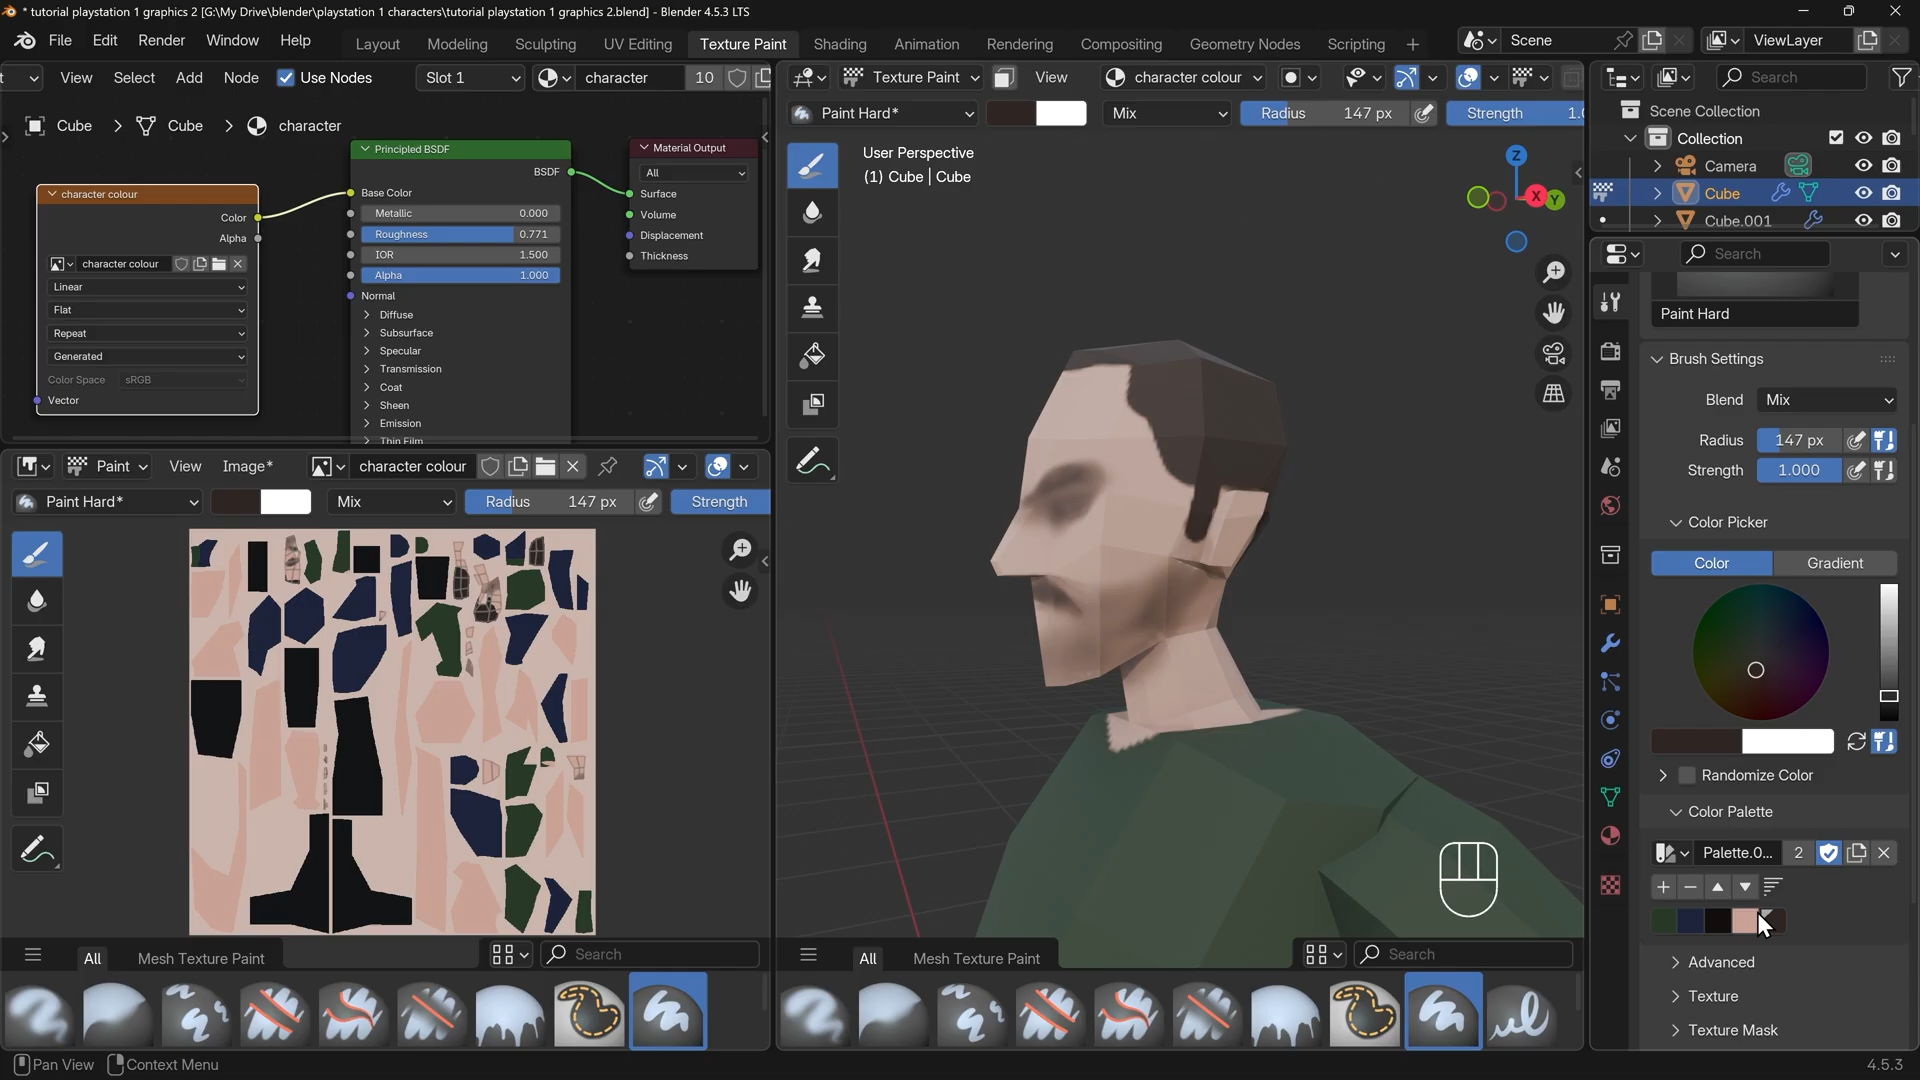 * tutorial playstation 1 graphics 2 [G:\My Drive\blender\playstation 1 characters\tutorial playstation 1 graphics 2.blend] - Blender 4.5.3 LTS
File Edit Render Window Help Layout Modeling Sculpting UV Editing Texture Paint Shading Animation Rendering Compositing Geometry Nodes Scripting + Scene ViewLayer
View Select Add Node Use Nodes Slot 1 character 10
Cube > Cube > character
Principled BSDF
BSDF
Base Color
Metallic 0.000
Roughness 0.771
IOR 1.500
Alpha 1.000
Normal
Diffuse
Subsurface
Specular
Transmission
Coat
Sheen
Emission
Thin Film
Material Output
All
Surface
Volume
Displacement
Thickness
character colour
Color
Alpha
character colour
Linear
Flat
Repeat
Generated
Color Space sRGB
Vector
Paint View Image* character colour
Paint Hard* Mix Radius 147 px Strength
All Mesh Texture Paint Search
Texture Paint View character colour
Paint Hard* Mix Radius 147 px Strength 1.
User Perspective
(1) Cube | Cube
Z
X
Y
All Mesh Texture Paint Search
Search
Scene Collection
Collection
Camera
Cube
Cube.001
Search
Paint Hard
Brush Settings
Blend Mix
Radius 147 px
Strength 1.000
Color Picker
Color Gradient
Randomize Color
Color Palette
Palette.0... 2
Advanced
Texture
Texture Mask
Pan View Context Menu 4.5.3